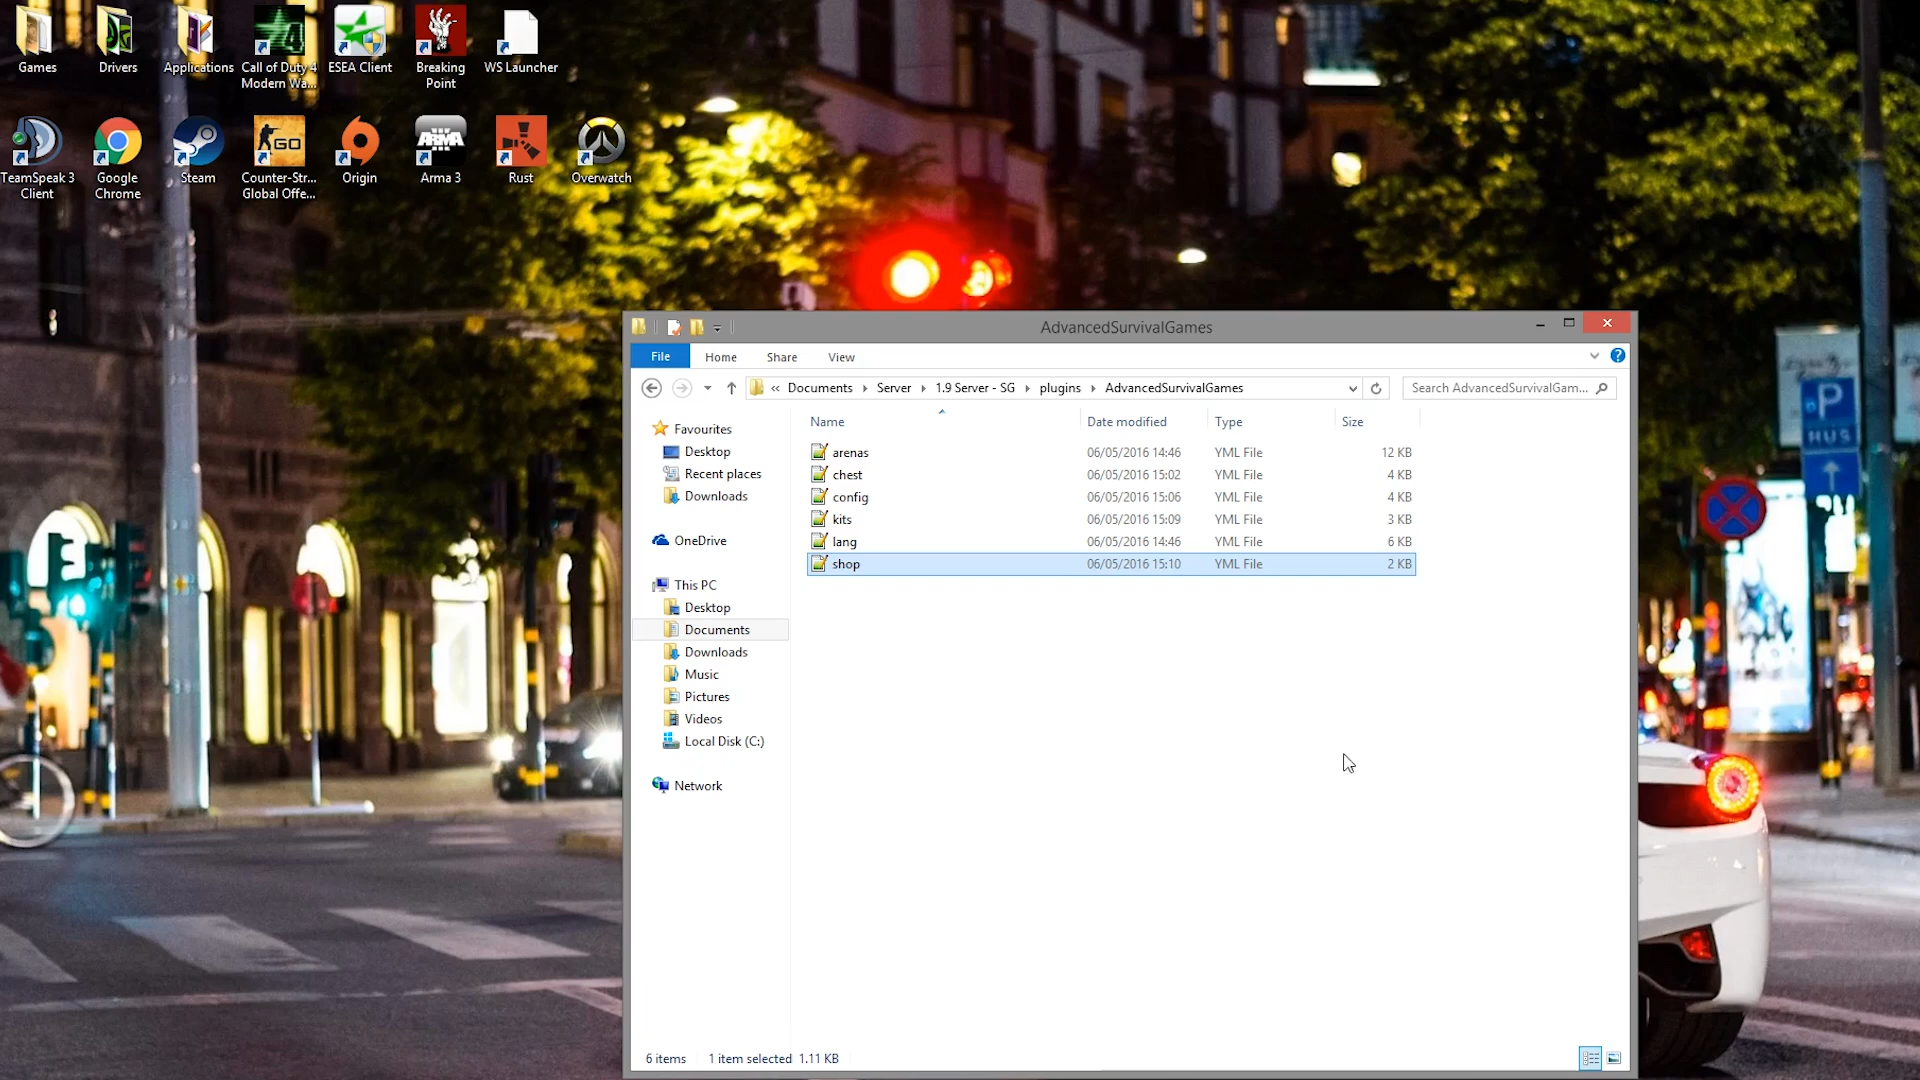 Games
Drivers
Applications
Call of Duty 4
Modern Wa...
ESEA Client
Breaking
Point
WS Launcher
TeamSpeak 3
Client
Google
Chrome
Steam
GO
Counter-Str...
Global Offe...
Origin
ARMA
Arma 3
Rust
Overwatch
AdvancedSurvivalGames
File
Home
Share
View
« Documents
Server
1.9 Server - SG
plugins
AdvancedSurvivalGames
Search AdvancedSurvivalGam...
Favourites
Desktop
Recent places
Downloads
OneDrive
This PC
Desktop
Documents
Downloads
Music
Pictures
Videos
Local Disk (C:)
Network
Name Date modified Type Size
arenas 06/05/2016 14:46 YML File 12 KB
chest 06/05/2016 15:02 YML File 4 KB
config 06/05/2016 15:06 YML File 4 KB
kits 06/05/2016 15:09 YML File 3 KB
lang 06/05/2016 14:46 YML File 6 KB
shop 06/05/2016 15:10 YML File 2 KB
6 items 1 item selected 1.11 KB
P
HUS